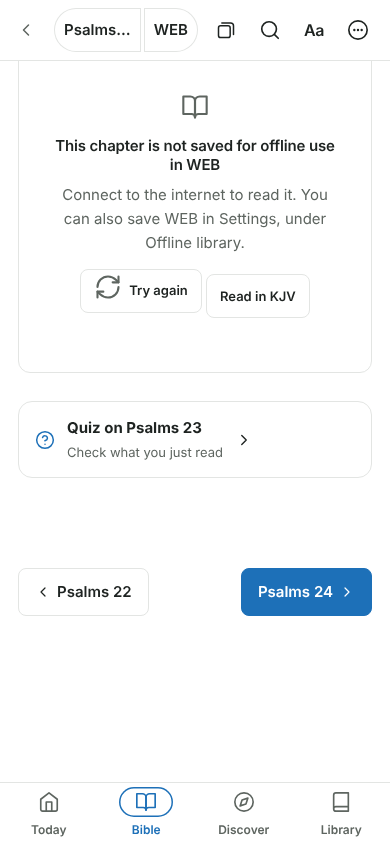 Psalms...
WEB
Aa
This chapter is not saved for offline use
in WEB
Connect to the internet to read it. You
can also save WEB in Settings, under
Offline library.
Try again
Read in KJV
Quiz on Psalms 23
Check what you just read
Psalms 22
Psalms 24
Today
Bible
Discover
Library